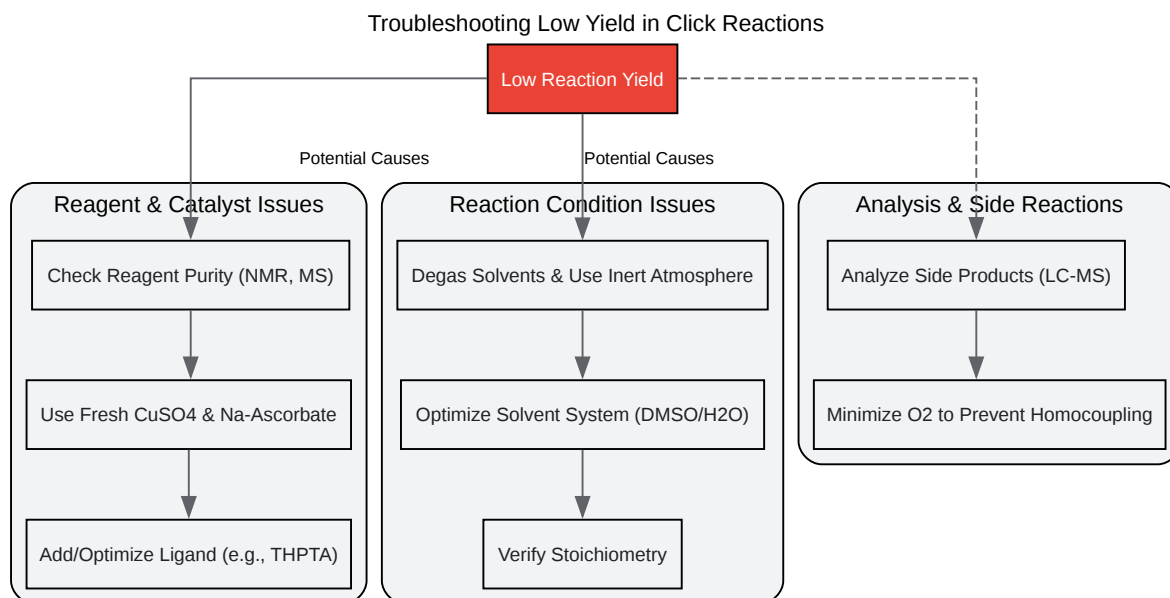 Troubleshooting Low Yield in Click Reactions
Low Reaction Yield
Potential Causes
Potential Causes
Reagent & Catalyst Issues
Check Reagent Purity (NMR, MS)
Use Fresh CuSO4 & Na-Ascorbate
Add/Optimize Ligand (e.g., THPTA)
Reaction Condition Issues
Degas Solvents & Use Inert Atmosphere
Optimize Solvent System (DMSO/H2O)
Verify Stoichiometry
Analysis & Side Reactions
Analyze Side Products (LC-MS)
Minimize O2 to Prevent Homocoupling